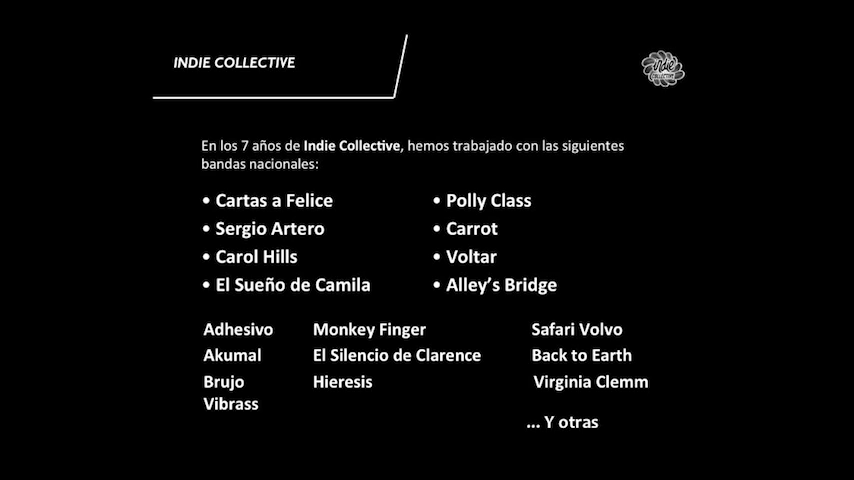 INDIE COLLECTIVE
Indie
COLLECTIVE
En los 7 años de Indie Collective, hemos trabajado con las siguientes
bandas nacionales:
• Cartas a Felice
• Sergio Artero
• Carol Hills
• El Sueño de Camila
• Polly Class
• Carrot
• Voltar
• Alley’s Bridge
Adhesivo
Akumal
Brujo
Vibrass
Monkey Finger
El Silencio de Clarence
Hieresis
Safari Volvo
Back to Earth
Virginia Clemm
... Y otras